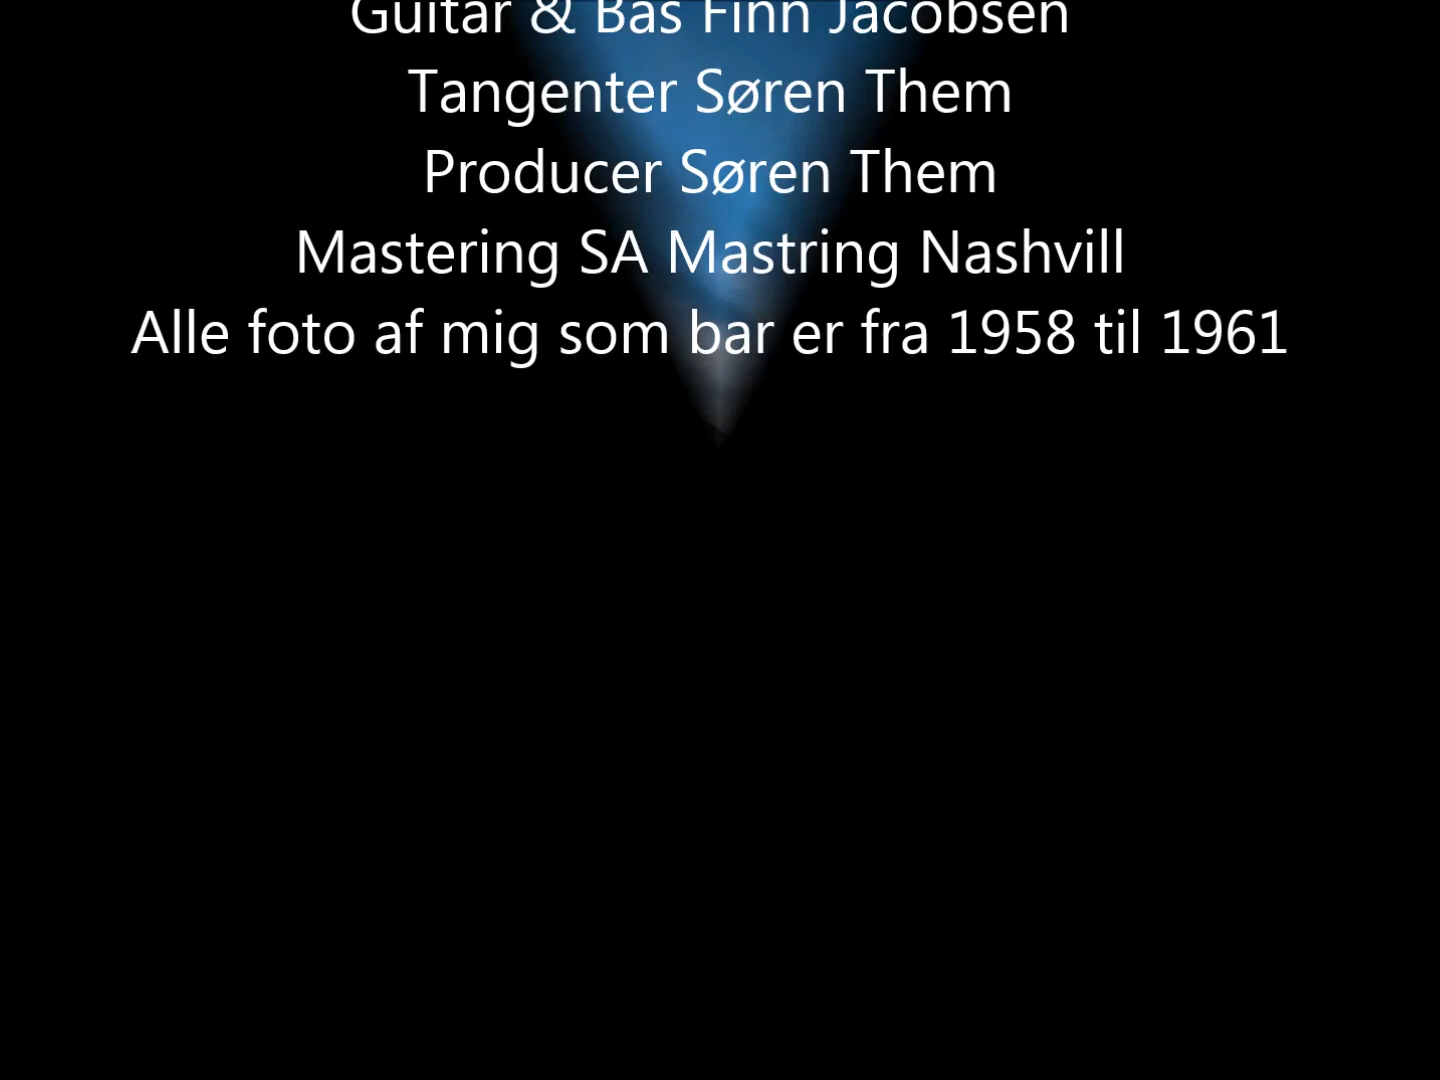 Guitar & Bas Finn Jacobsen
Tangenter Søren Them
Producer Søren Them
Mastering SA Mastring Nashvill
Alle foto af mig som bar er fra 1958 til 1961